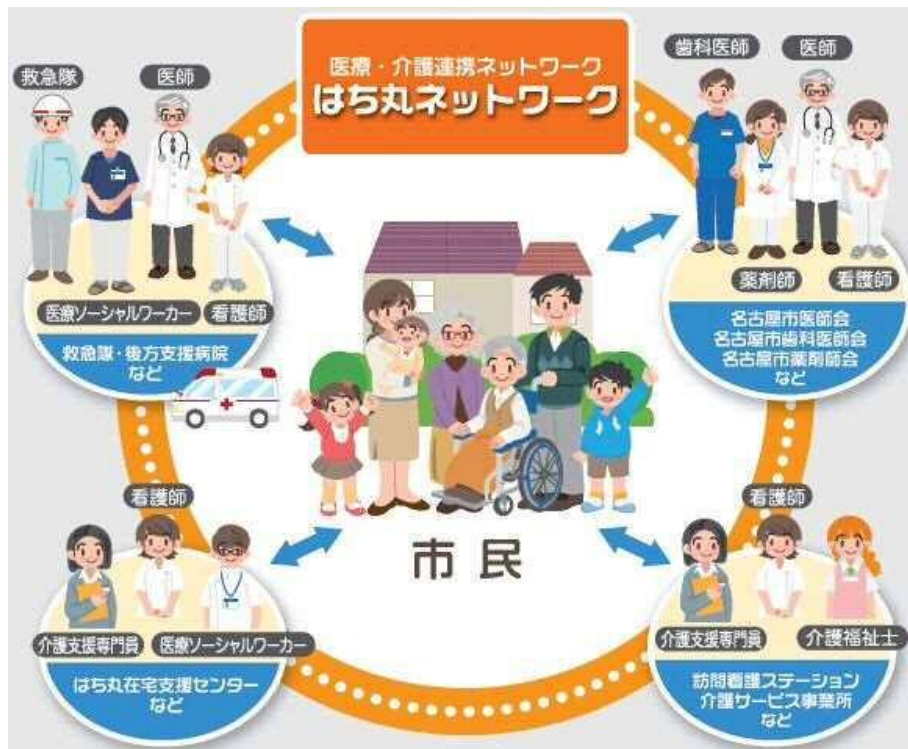 医療・介護連携ネットワーク
はち丸ネットワーク
救急隊
医師
医療ソーシャルワーカー
看護師
救急隊・後方支援病院
など
歯科医師
医師
薬剤師
看護師
名古屋市医師会
名古屋市歯科医師会
名古屋市薬剤師会
など
市民
看護師
介護支援専門員
医療ソーシャルワーカー
はち丸在宅支援センター
など
看護師
介護支援専門員
介護福祉士
訪問看護ステーション
介護サービス事業所
など